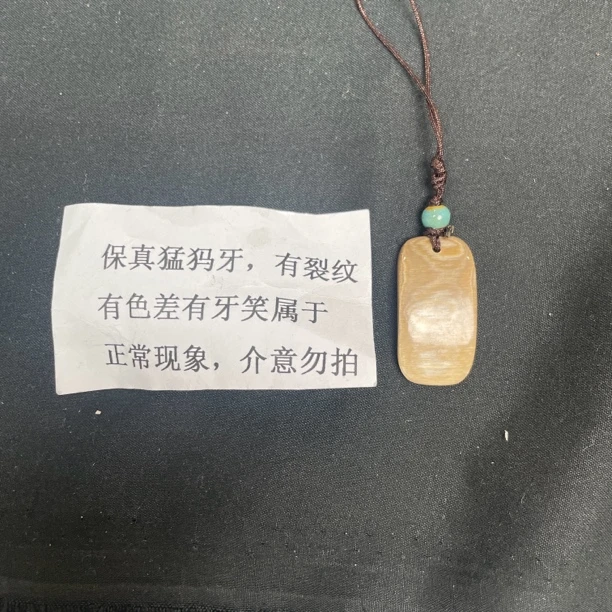 保真猛犸牙，有裂纹
有色差有牙笑属于
正常现象，介意勿拍